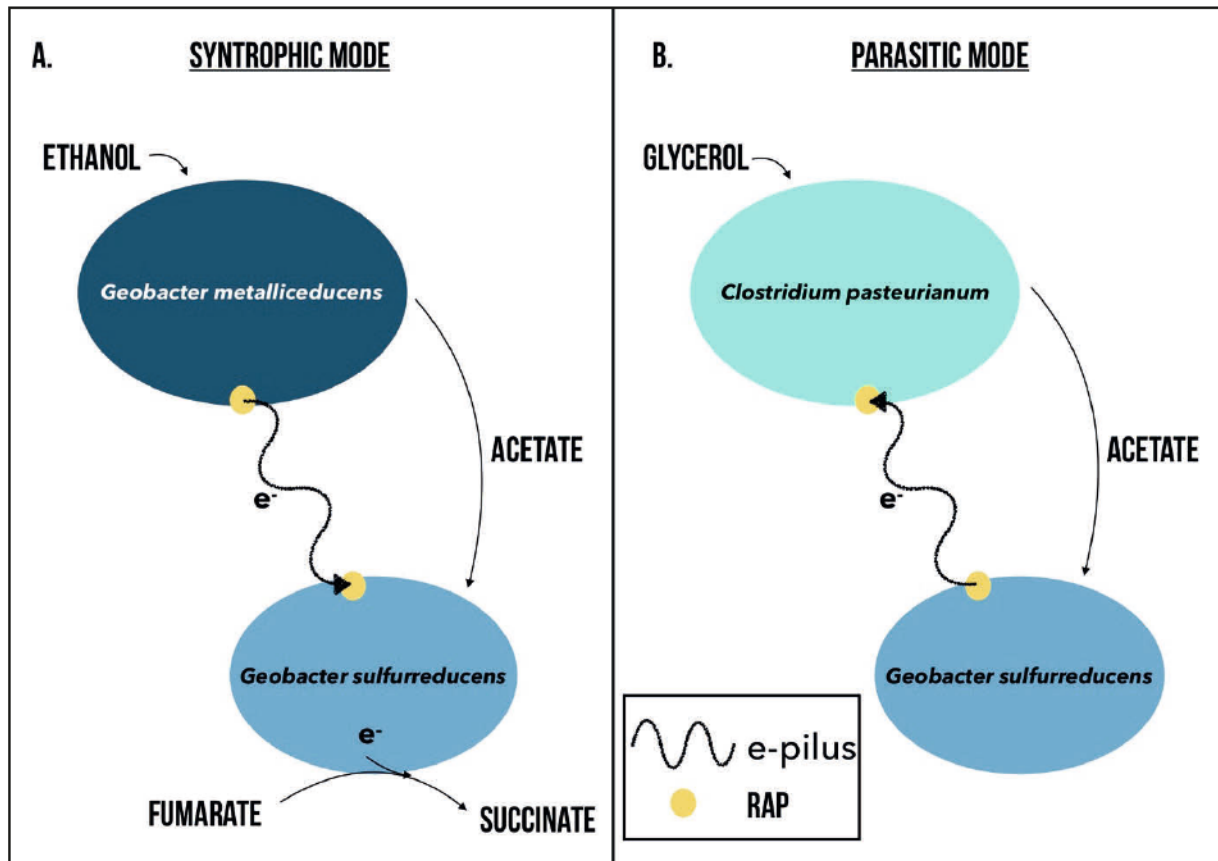 A. SYNTROPHIC MODE
ETHANOL
Geobacter metalliceducens
ACETATE
e-
Geobacter sulfurreducens
e-
FUMARATE
SUCCINATE
B. PARASITIC MODE
GLYCEROL
Clostridium pasteurianum
ACETATE
e-
Geobacter sulfurreducens
e-pilus
RAP